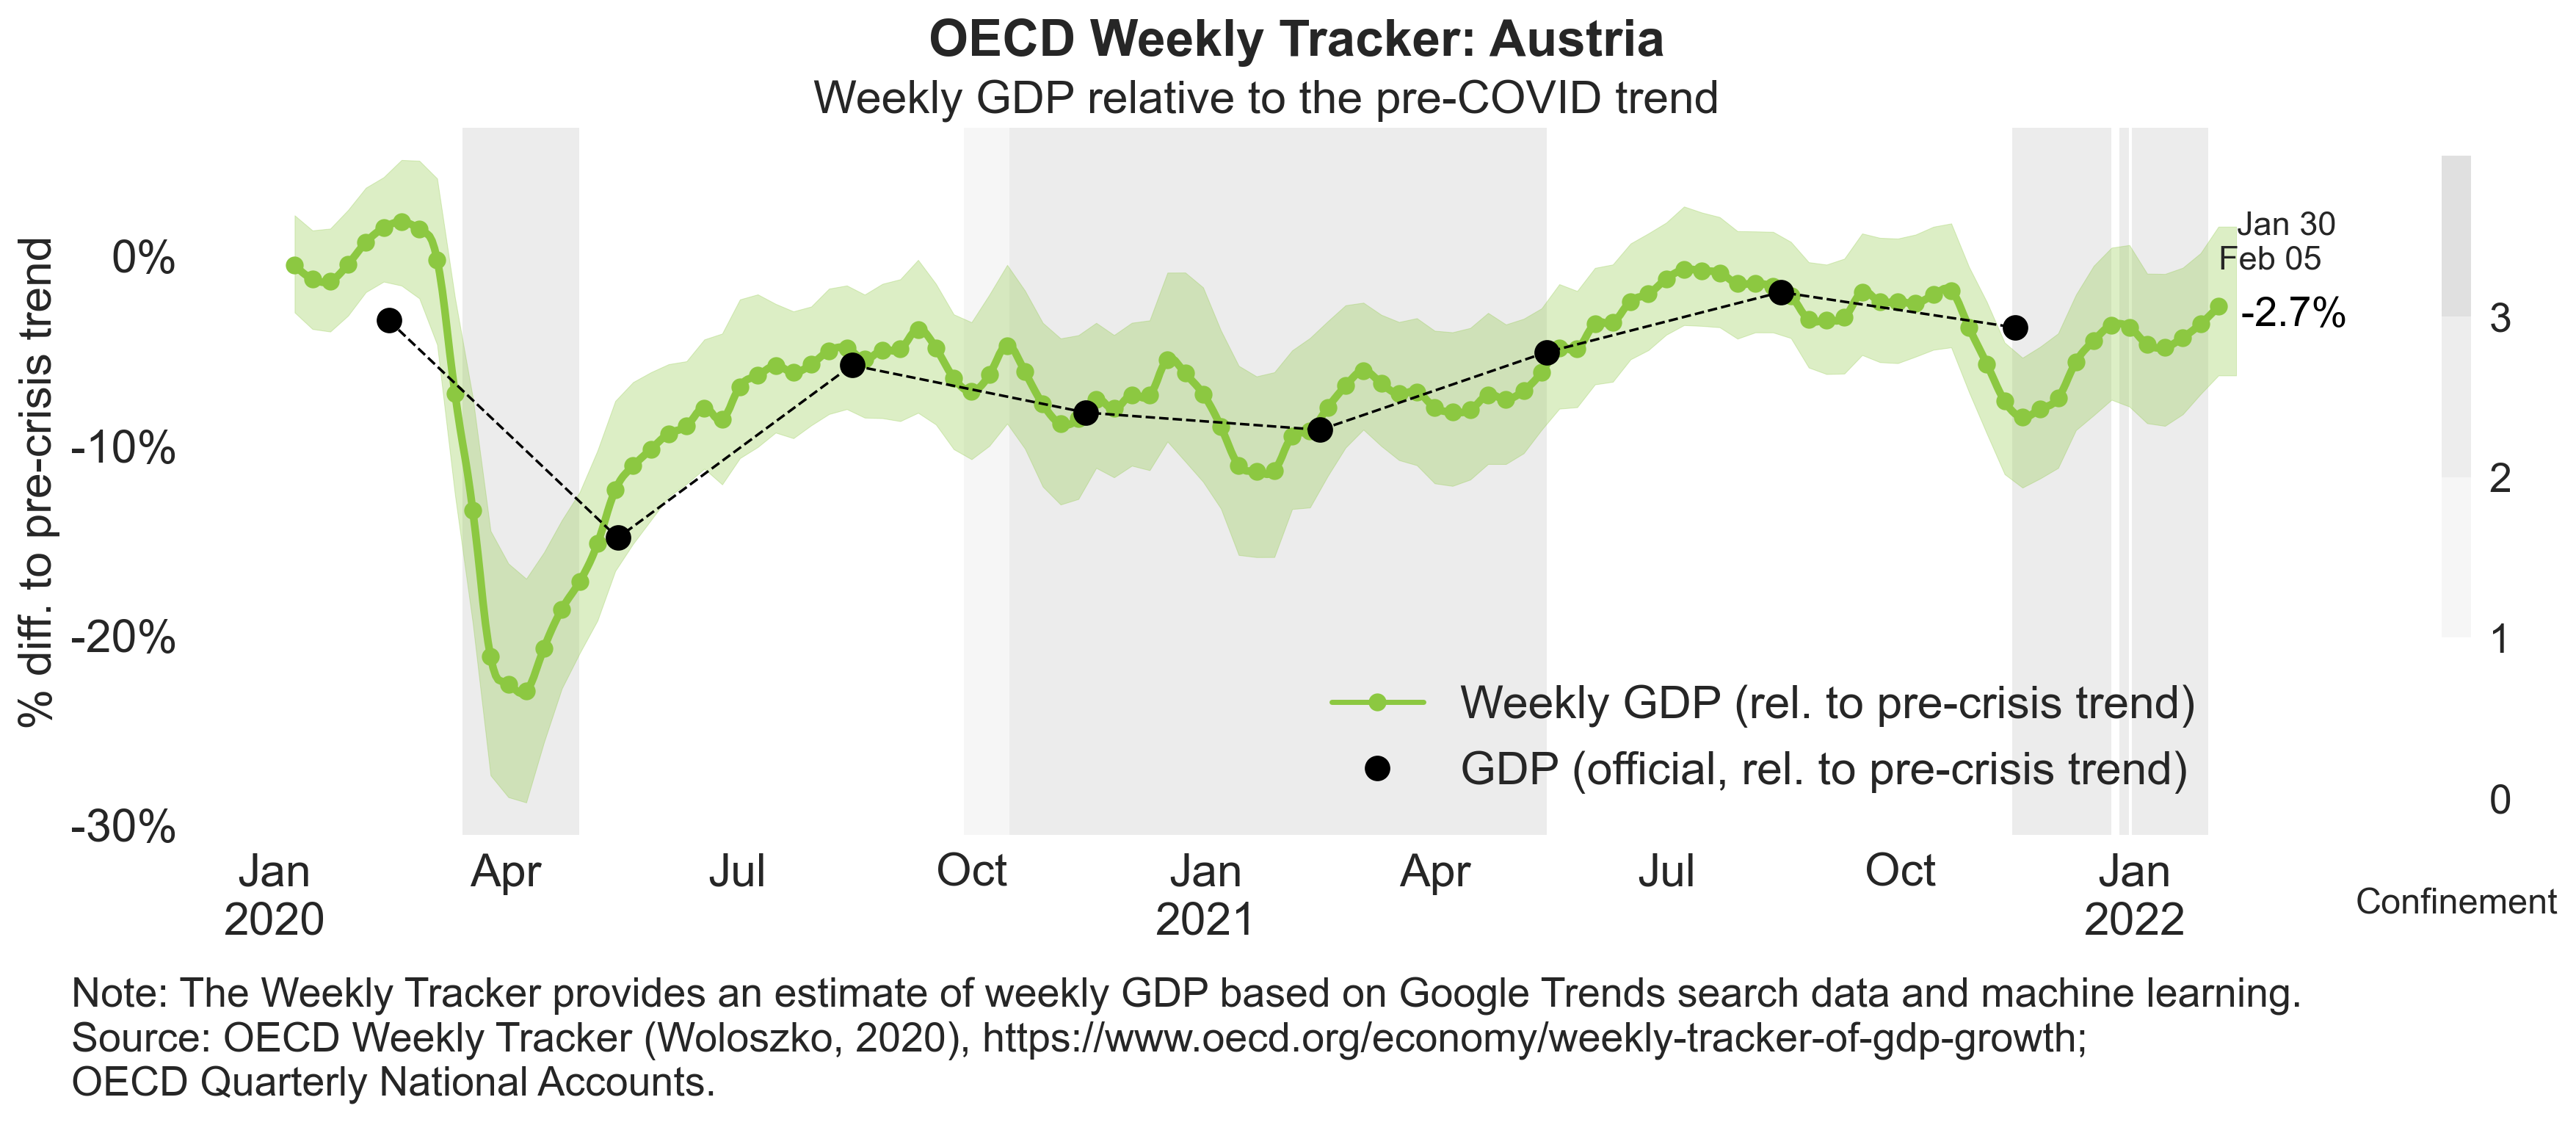 OECD Weekly Tracker: Austria
Weekly GDP relative to the pre-COVID trend
% diff. to pre-crisis trend
0%
-10%
-20%
-30%
Jan 30
Feb 05
-2.7%
3
2
1
0
Confinement
Weekly GDP (rel. to pre-crisis trend)
GDP (official, rel. to pre-crisis trend)
Jan Apr Jul Oct Jan Apr Jul Oct Jan
2020 2021 2022
Note: The Weekly Tracker provides an estimate of weekly GDP based on Google Trends search data and machine learning.
Source: OECD Weekly Tracker (Woloszko, 2020), https://www.oecd.org/economy/weekly-tracker-of-gdp-growth;
OECD Quarterly National Accounts.